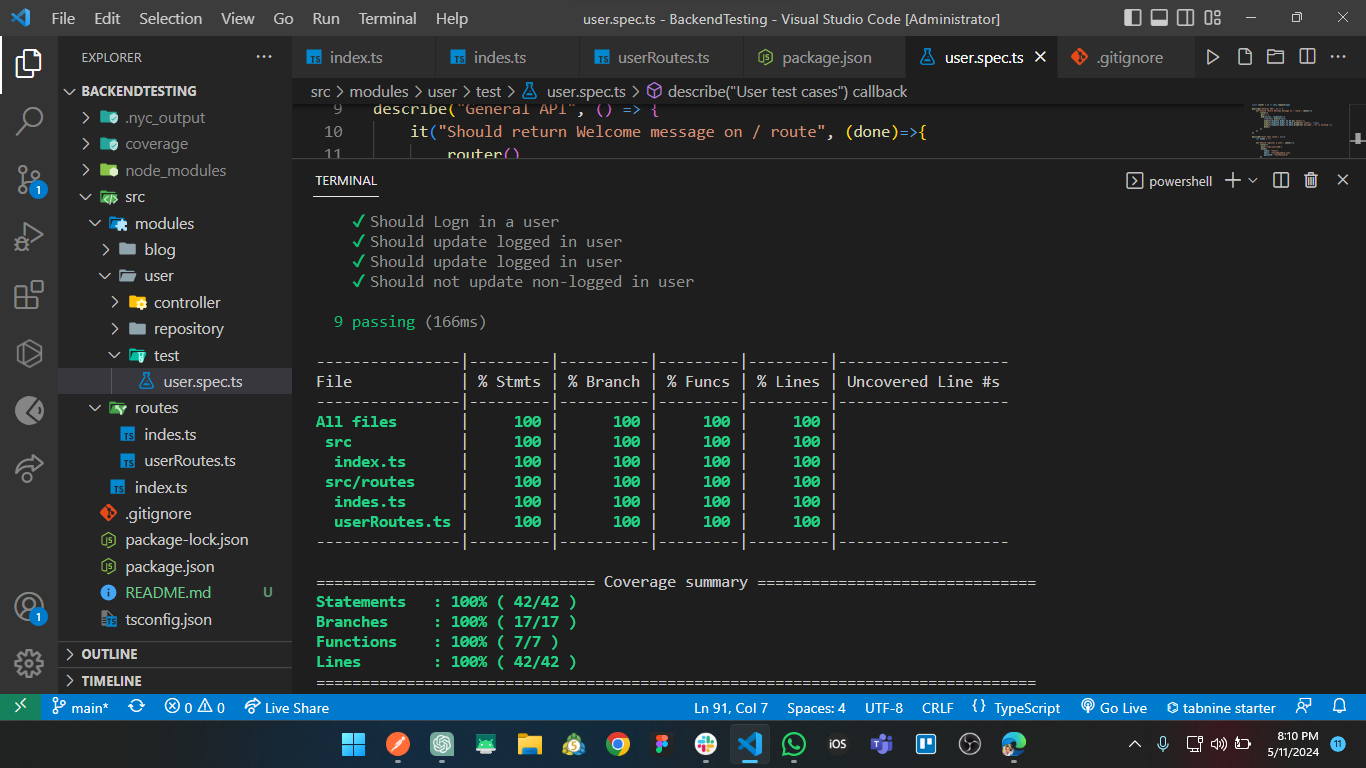 File Edit Selection View Go Run Terminal Help user.spec.ts - BackendTesting - Visual Studio Code [Administrator]
EXPLORER ···
index.ts indes.ts userRoutes.ts package.json user.spec.ts .gitignore
BACKENDTESTING
.nyc_output
coverage
node_modules
src
modules
blog
user
controller
repository
test
user.spec.ts
routes
indes.ts
userRoutes.ts
index.ts
.gitignore
package-lock.json
package.json
README.md U
tsconfig.json
OUTLINE
TIMELINE
1
1
src > modules > user > test > user.spec.ts > describe("User test cases") callback
9 describe("General API", () => {
10 it("Should return Welcome message on / route", (done)=>{
11 router()
TERMINAL powershell
✓ Should Logn in a user
✓ Should update logged in user
✓ Should update logged in user
✓ Should not update non-logged in user
9 passing (166ms)
----------------|---------|----------|---------|---------|-------------------
File | % Stmts | % Branch | % Funcs | % Lines | Uncovered Line #s
----------------|---------|----------|---------|---------|-------------------
All files | 100 | 100 | 100 | 100 |
src | 100 | 100 | 100 | 100 |
index.ts | 100 | 100 | 100 | 100 |
src/routes | 100 | 100 | 100 | 100 |
indes.ts | 100 | 100 | 100 | 100 |
userRoutes.ts | 100 | 100 | 100 | 100 |
----------------|---------|----------|---------|---------|-------------------
=============================== Coverage summary ===============================
Statements : 100% ( 42/42 )
Branches : 100% ( 17/17 )
Functions : 100% ( 7/7 )
Lines : 100% ( 42/42 )
================================================================================
main* 0 0 Live Share Ln 91, Col 7 Spaces: 4 UTF-8 CRLF {} TypeScript Go Live tabnine starter
iOS
8:10 PM
5/11/2024
11